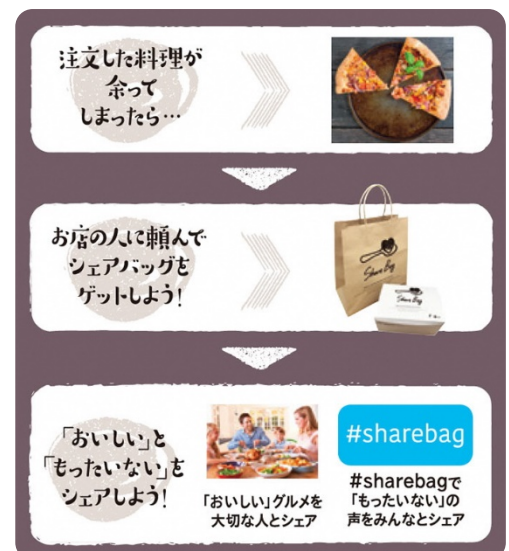 注文した料理が
余って
しまったら…
お店の人に頼んで
シェアバッグを
ゲットしよう!
Share Bag
Share Bag
「おいしい」と
「もったいない」を
シェアしよう!
「おいしい」グルメを
大切な人とシェア
#sharebag
#sharebagで
「もったいない」の
声をみんなとシェア